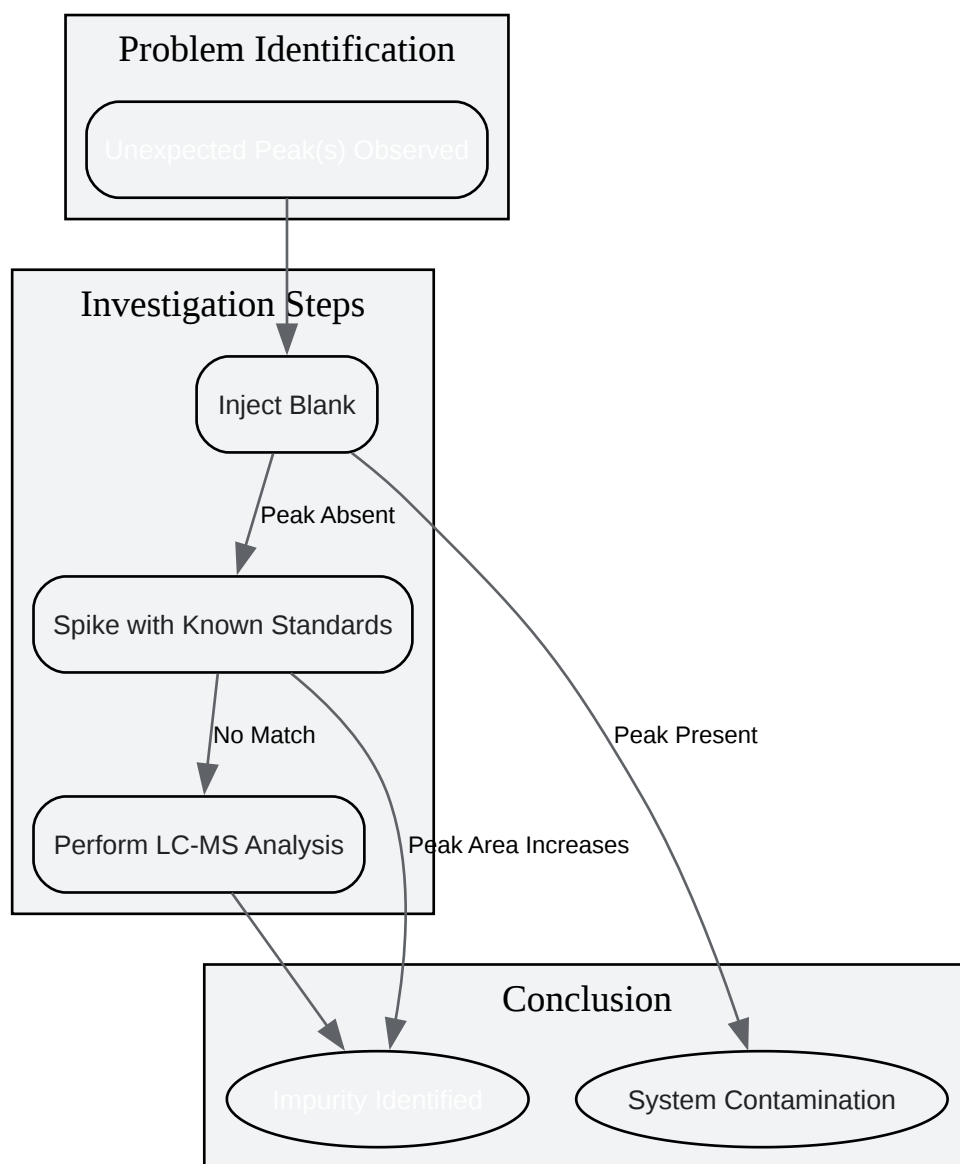 Problem Identification
Unexpected Peak(s) Observed
Investigation Steps
Inject Blank
Peak Absent
Spike with Known Standards
No Match
Peak Present
Perform LC-MS Analysis
Peak Area Increases
Conclusion
Impurity Identified
System Contamination